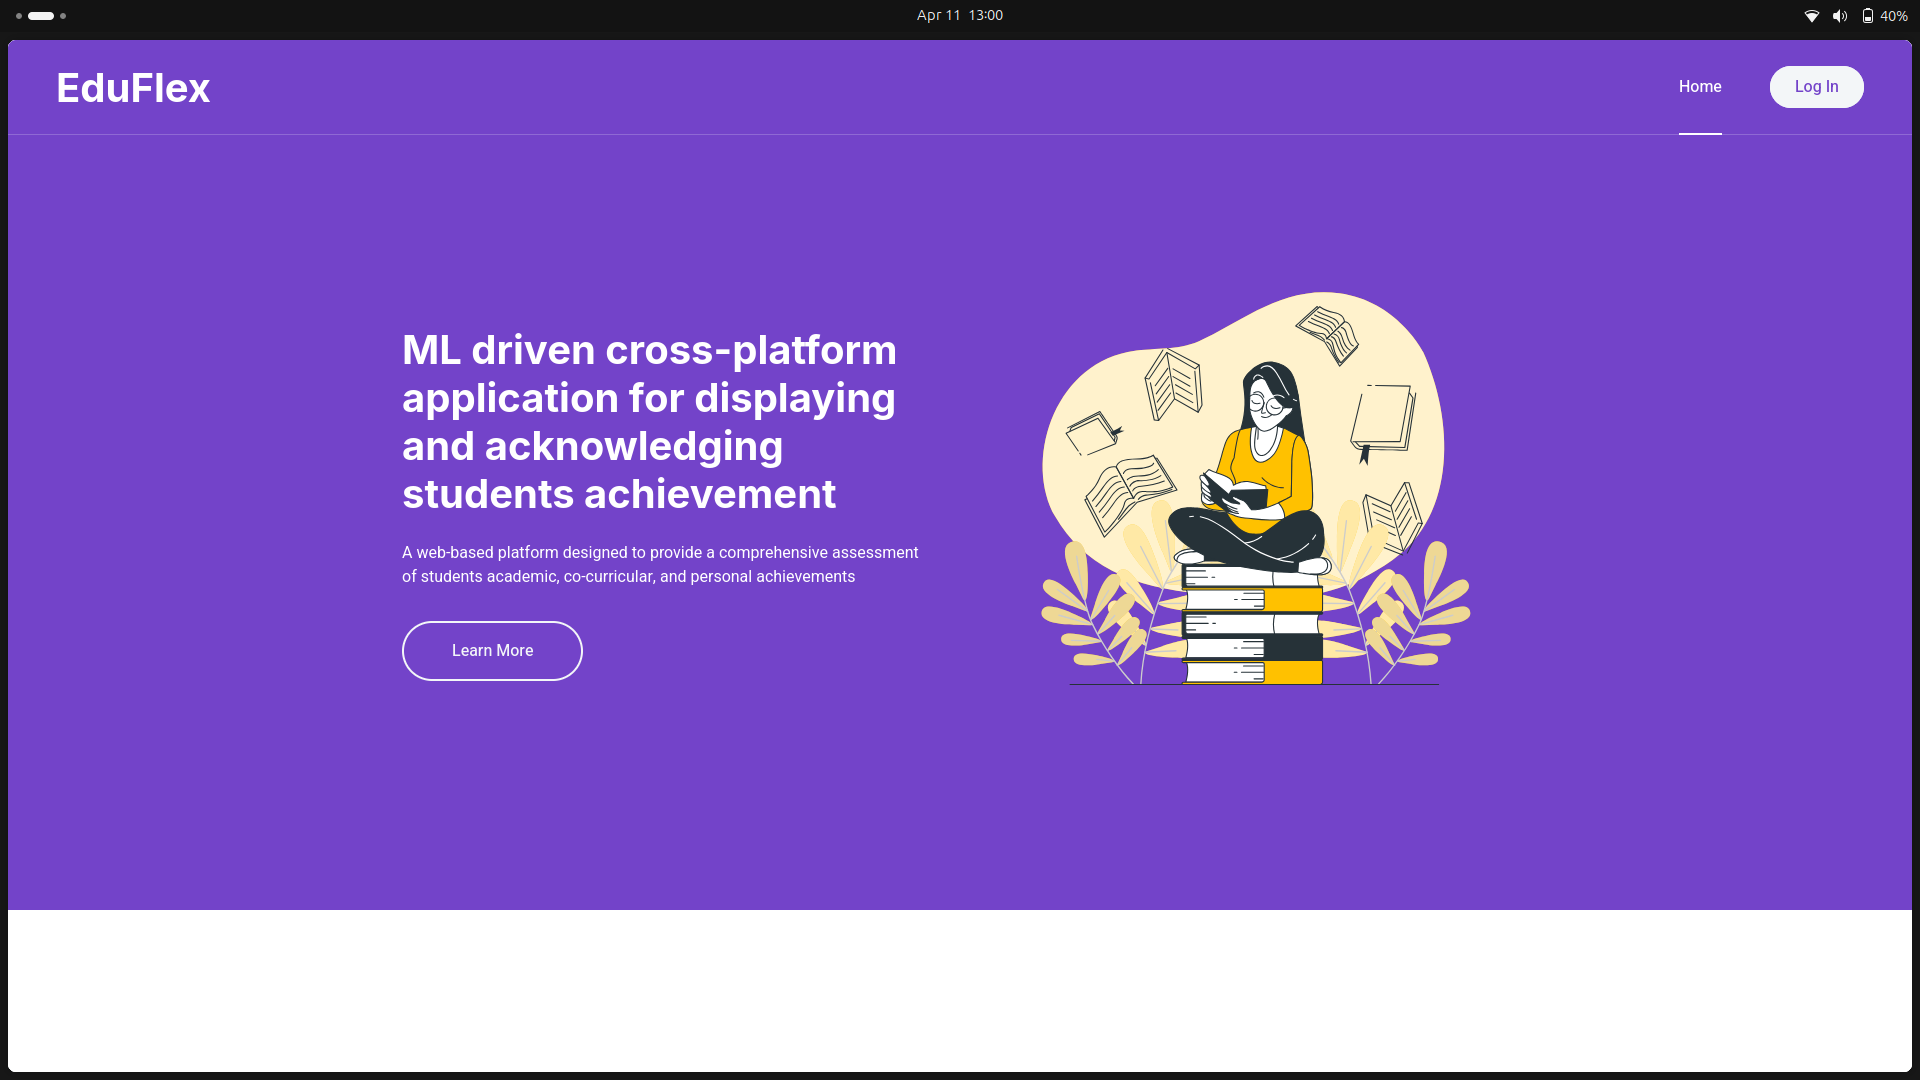 Apr 11 13:00
40%
EduFlex
Home
Log In
ML driven cross-platform
application for displaying
and acknowledging
students achievement
A web-based platform designed to provide a comprehensive assessment
of students academic, co-curricular, and personal achievements
Learn More